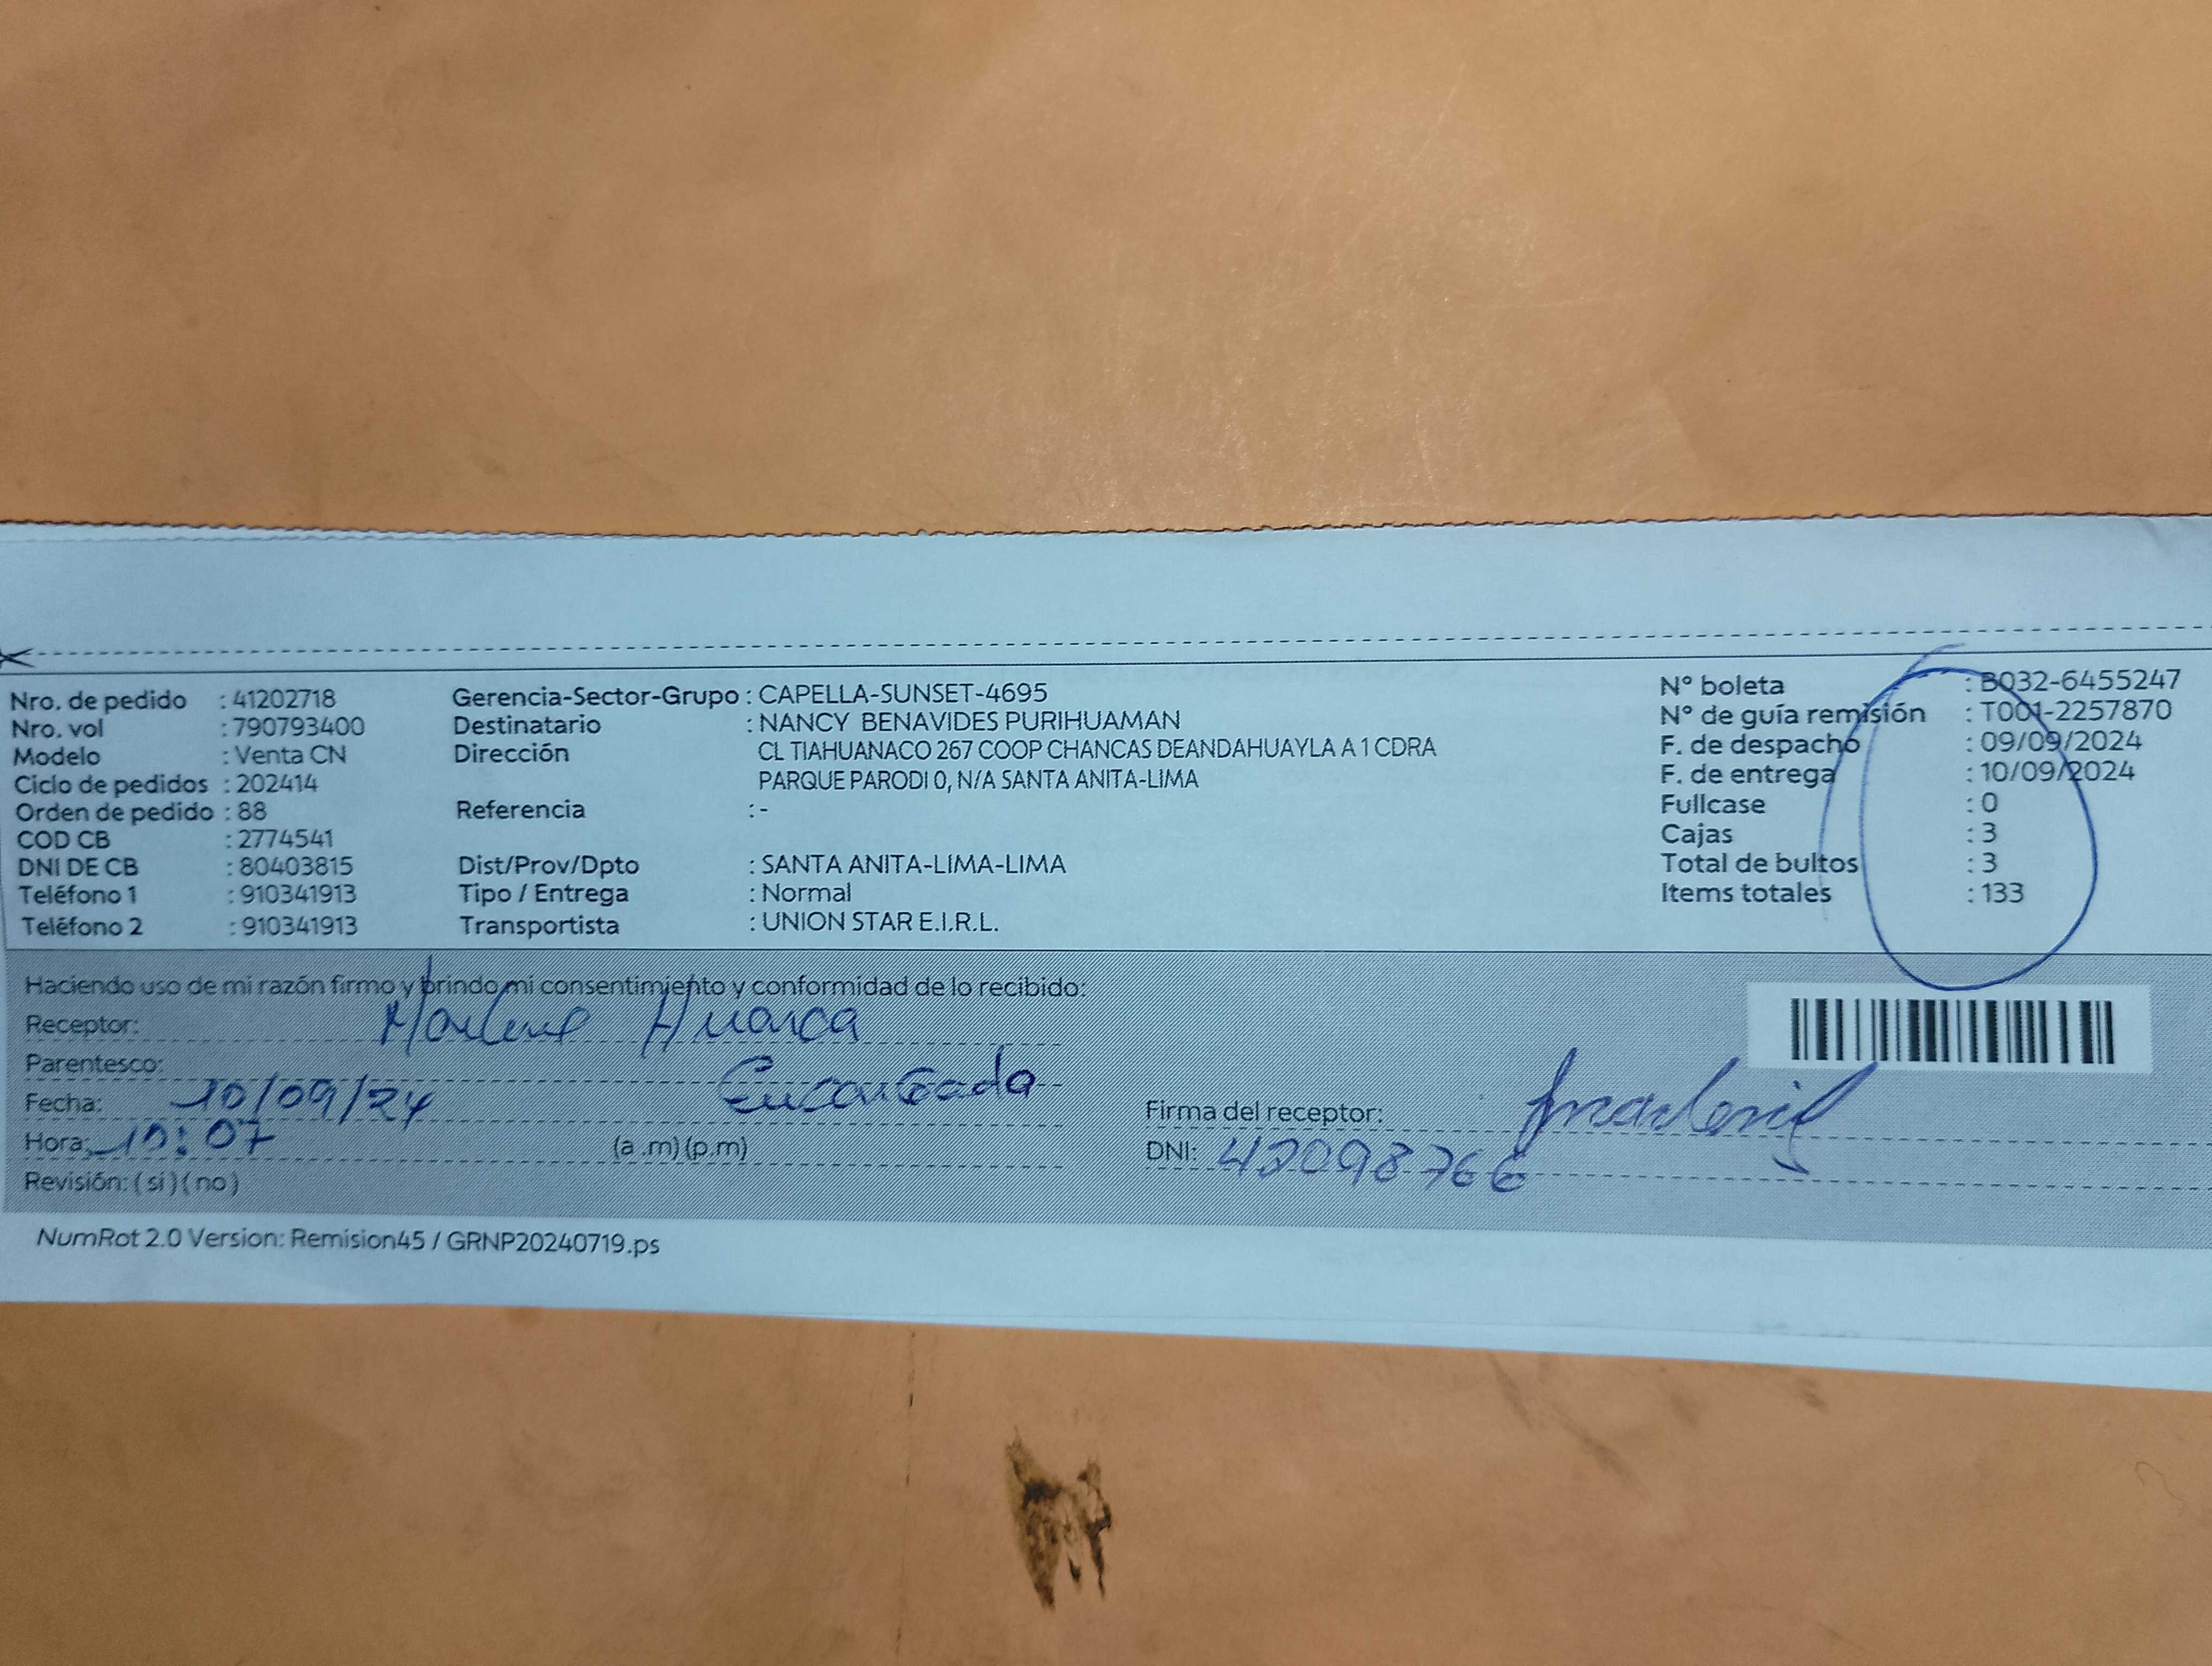 Nro. de pedido : 41202718
Nro. vol : 790793400
Modelo : Venta CN
Ciclo de pedidos : 202414
Orden de pedido : 88
COD CB : 2774541
DNI DE CB : 80403815
Teléfono 1 : 910341913
Teléfono 2 : 910341913
Gerencia-Sector-Grupo : CAPELLA-SUNSET-4695
Destinatario : NANCY BENAVIDES PURIHUAMAN
Dirección CL TIAHUANACO 267 COOP CHANCAS DEANDAHUAYLA A 1 CDRA
PARQUE PARODI 0, N/A SANTA ANITA-LIMA
Referencia : -
Dist/Prov/Dpto : SANTA ANITA-LIMA-LIMA
Tipo / Entrega : Normal
Transportista : UNION STAR E.I.R.L.
N° boleta : B032-6455247
N° de guía remisión : T001-2257870
F. de despacho : 09/09/2024
F. de entrega : 10/09/2024
Fullcase : 0
Cajas : 3
Total de bultos : 3
Items totales : 133
Haciendo uso de mi razón firmo y brindo mi consentimiento y conformidad de lo recibido:
Receptor: Marlene Huanca
Parentesco: Encargada
Fecha: 10/09/24
Hora: 10:07 (a .m) (p.m)
Revisión: ( si ) ( no )
Firma del receptor:
DNI: 42098766
NumRot 2.0 Version: Remision45 / GRNP20240719.ps